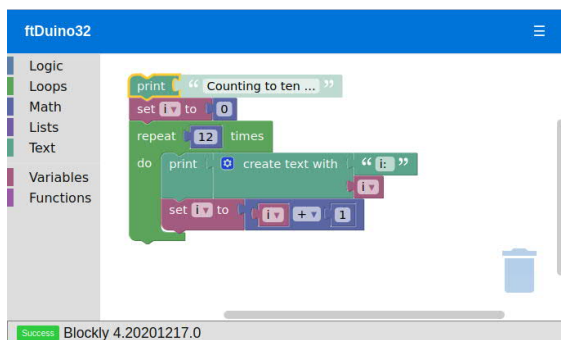 ftDuino32
Logic
Loops
Math
Lists
Text
Variables
Functions
print “ Counting to ten ... ”
set i to 0
repeat 12 times
do print create text with “ i: ”
i
set i to i + 1
Success Blockly 4.20201217.0